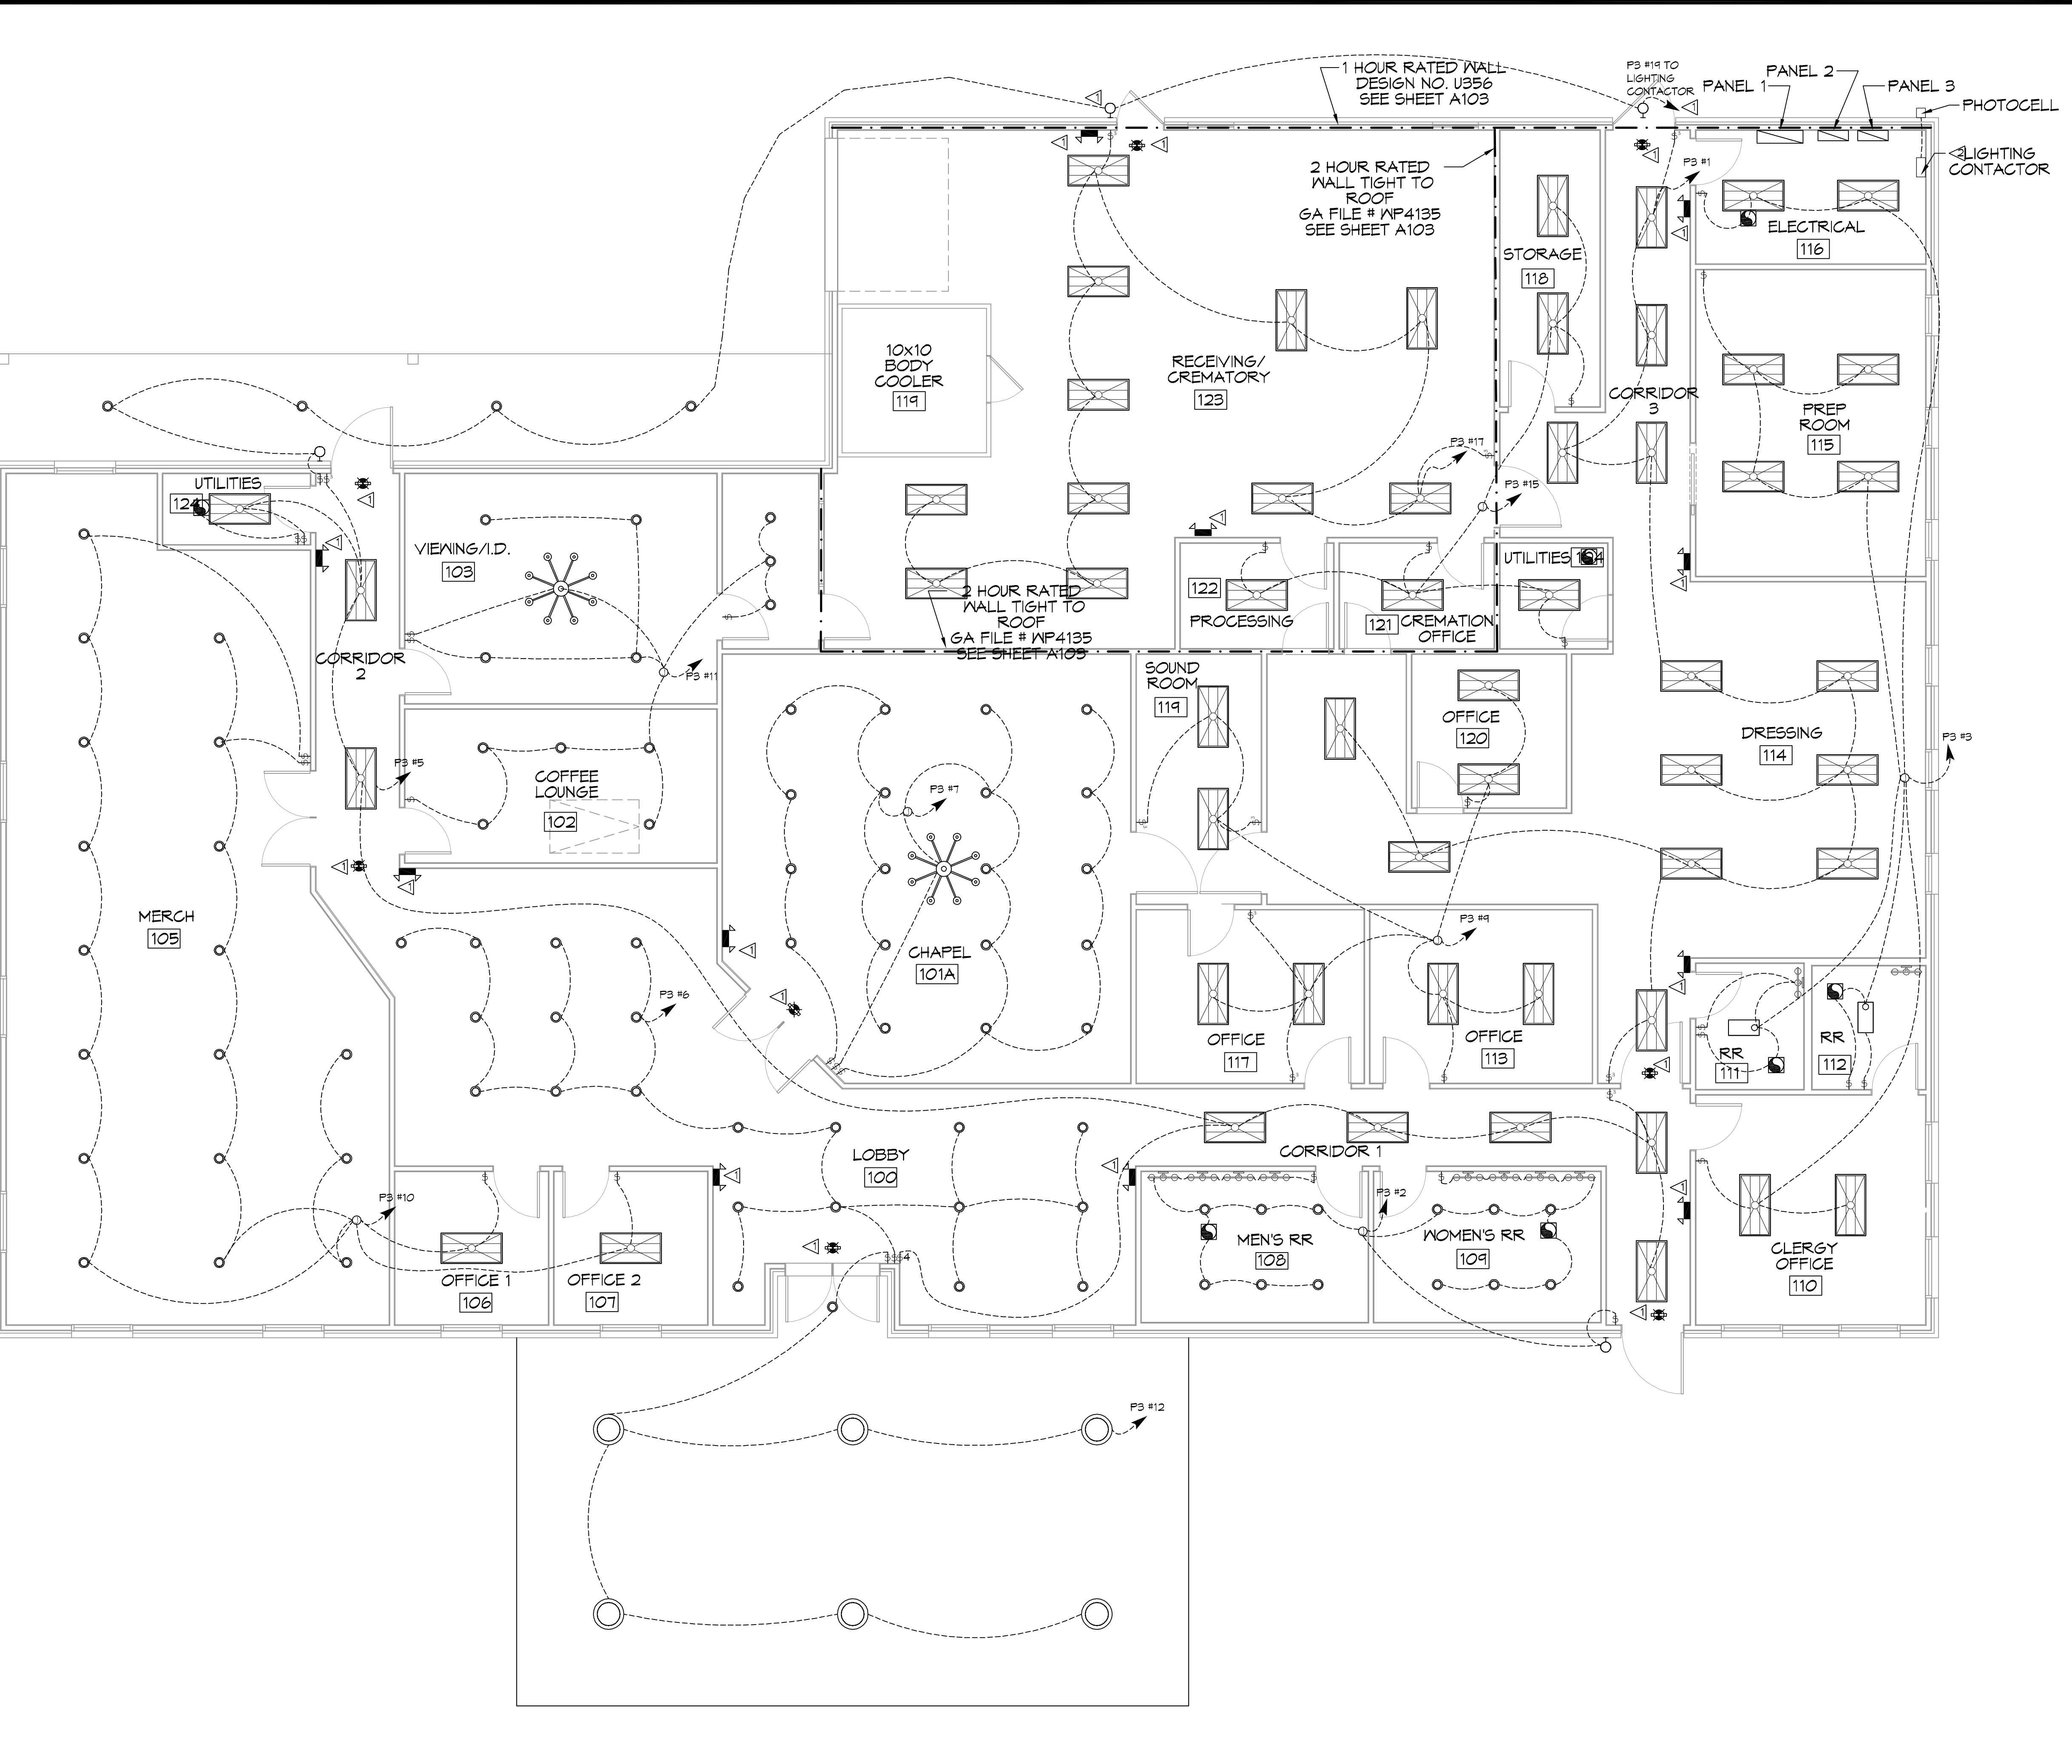 1 HOUR RATED WALL
DESIGN NO. U356
SEE SHEET A103
P3 #19 TO
LIGHTING
CONTACTOR
PANEL 1
PANEL 2
PANEL 3
PHOTOCELL
LIGHTING
CONTACTOR
2 HOUR RATED
WALL TIGHT TO
ROOF
GA FILE # WP4135
SEE SHEET A103
P3 #1
ELECTRICAL
116
STORAGE
118
10x10
BODY
COOLER
119
RECEIVING/
CREMATORY
123
CORRIDOR
3
PREP
ROOM
115
P3 #17
P3 #15
UTILITIES
124
VIEWING/I.D.
103
UTILITIES
122
PROCESSING
121
CREMATION
OFFICE
2 HOUR RATED
WALL TIGHT TO
ROOF
GA FILE # WP4135
SEE SHEET A103
CORRIDOR
2
P3 #11
SOUND
ROOM
119
OFFICE
120
DRESSING
114
P3 #3
P3 #5
COFFEE
LOUNGE
102
P3 #7
MERCH
105
CHAPEL
101A
P3 #9
P3 #6
OFFICE
117
OFFICE
113
RR
111
RR
112
LOBBY
100
CORRIDOR 1
P3 #10
P3 #2
MEN'S RR
108
WOMEN'S RR
109
CLERGY
OFFICE
110
OFFICE 1
106
OFFICE 2
107
P3 #12